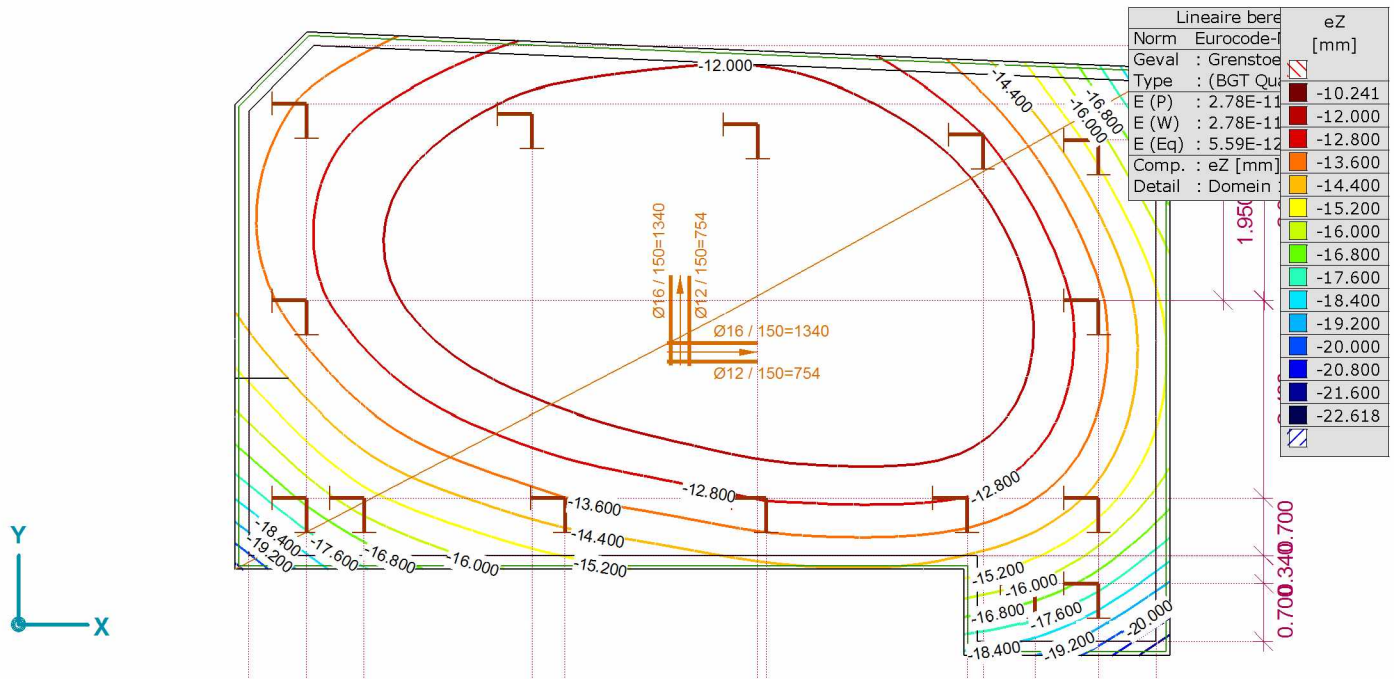 Lineaire bere
Norm Eurocode-
Geval : Grenstoe
Type : (BGT Qua
E (P) : 2.78E-11
E (W) : 2.78E-11
E (Eq) : 5.59E-12
Comp. : eZ [mm]
Detail : Domein
eZ
[mm]
-10.241
-12.000
-12.800
-13.600
-14.400
-15.200
-16.000
-16.800
-17.600
-18.400
-19.200
-20.000
-20.800
-21.600
-22.618
-12.000
-14.400
-16.800
-16.000
1.950
Ø16 / 150=1340
Ø12 / 150=754
Ø16 / 150=1340
Ø12 / 150=754
-12.800
-12.800
-13.600
-14.400
-15.200
-16.000
-16.800
-17.600
-18.400
-19.200
-15.200
-16.000
-16.800
-17.600
-18.400
-19.200
-20.000
0.700
0.340
0.700
Y
X